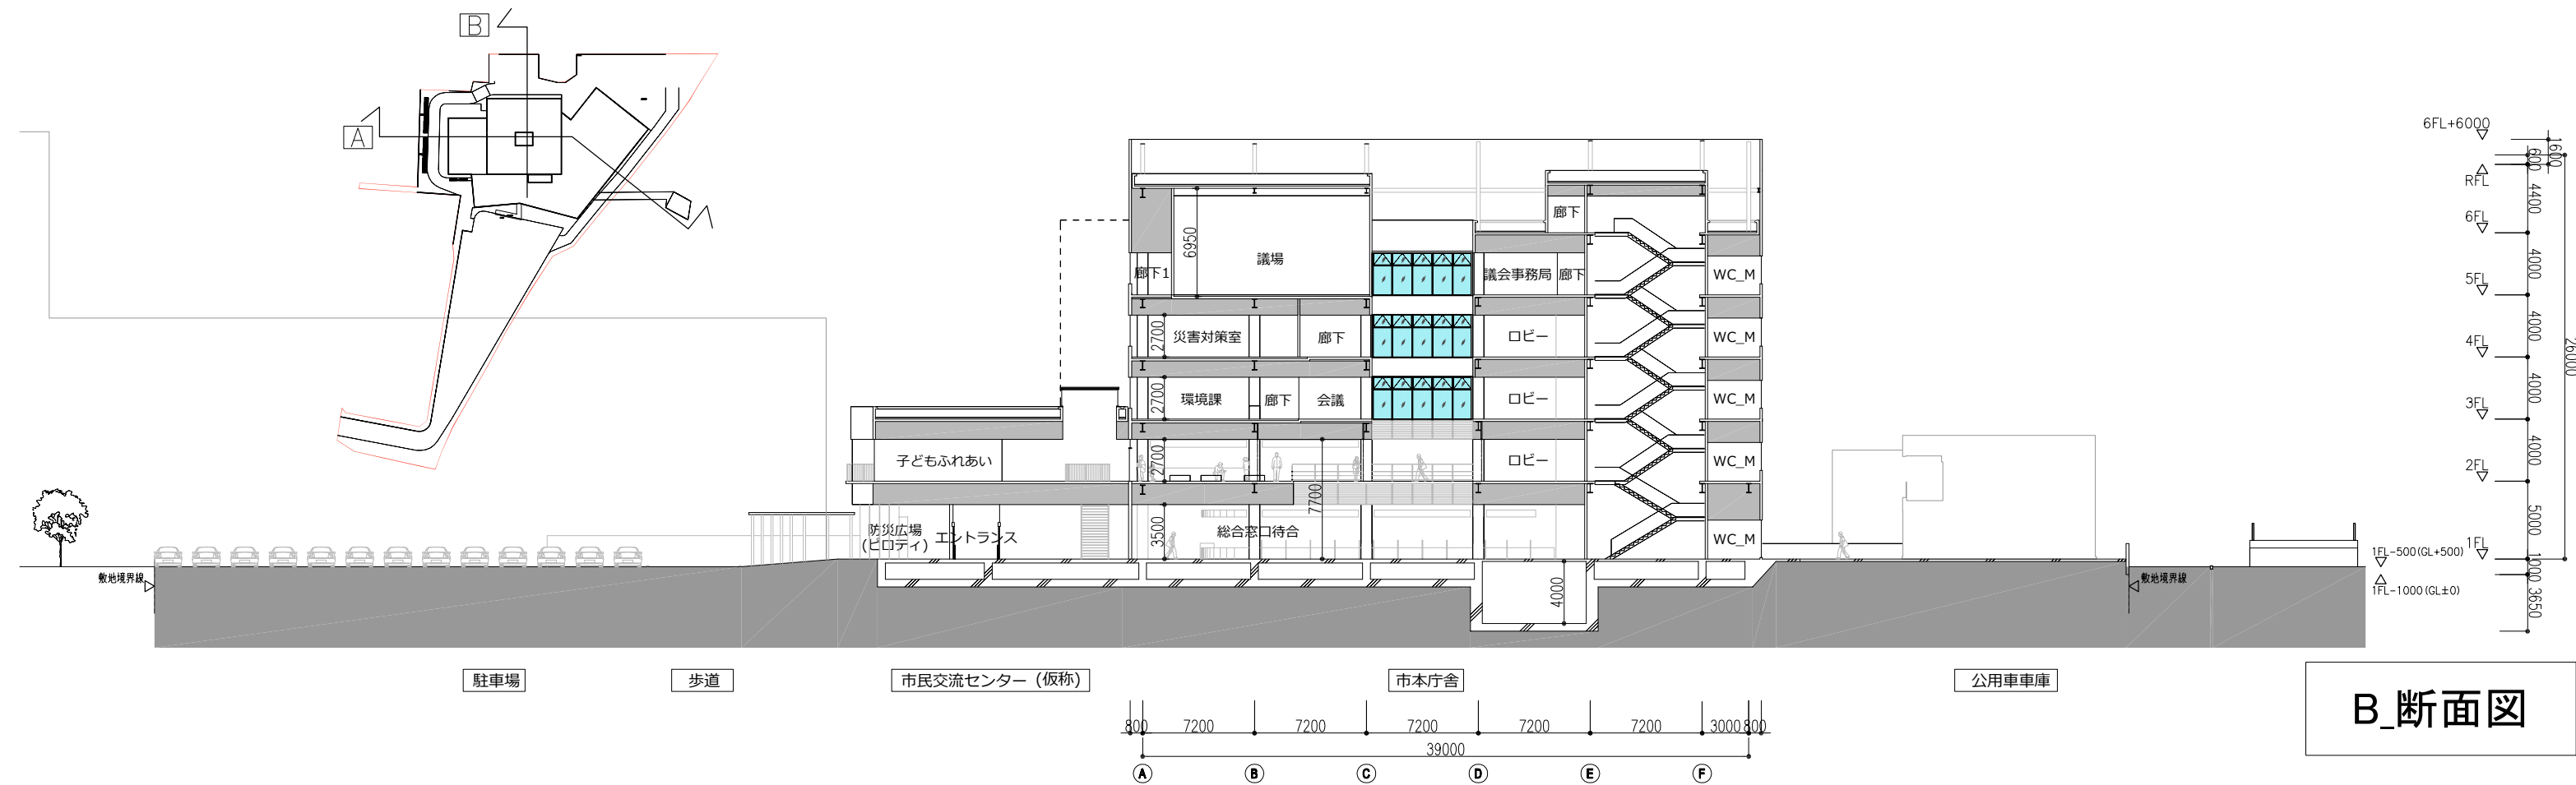 B
A
6FL+6000
1600
600
RFL
4400
6FL
4000
5FL
4000
4FL
4000
3FL
4000
2FL
5000
1FL
1000
3650
26000
1FL-500(GL+500)
1FL-1000(GL±0)
廊下
6950
議場
廊下1
議会事務局
廊下
WC_M
2700
災害対策室
廊下
ロビー
WC_M
2700
環境課
廊下
会議
ロビー
WC_M
子どもふれあい
2700
ロビー
WC_M
7700
防災広場
(ピロティ)
エントランス
3500
総合窓口待合
WC_M
4000
敷地境界線
敷地境界線
駐車場
歩道
市民交流センター（仮称）
市本庁舎
公用車車庫
B_断面図
800
7200
7200
7200
7200
7200
3000
800
39000
A
B
C
D
E
F